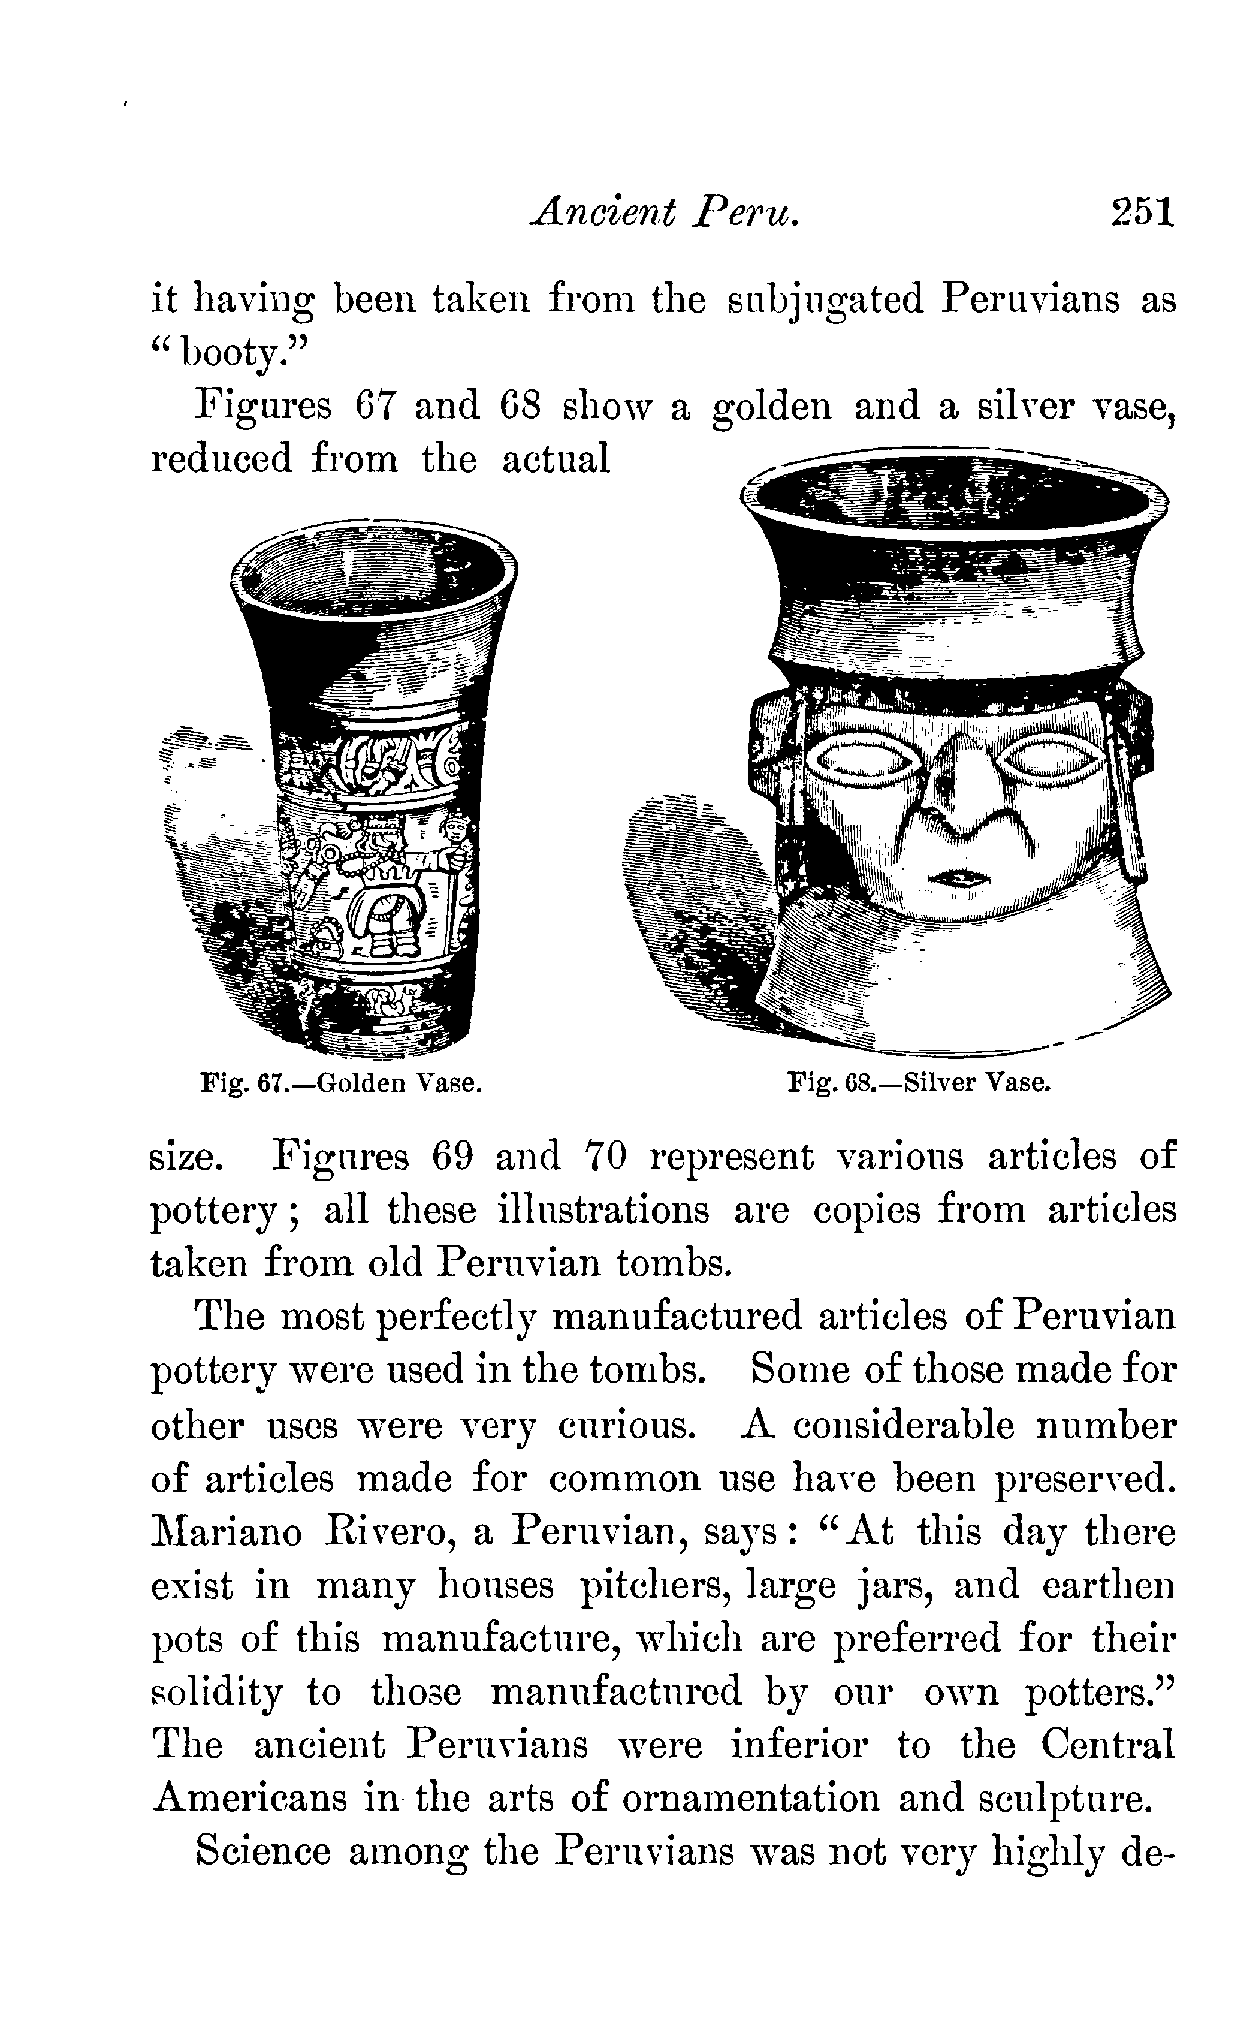 Ancient Peru. 251
it having been taken from the subjugated Peruvians as
“booty.”
Figures 67 and 68 show a golden and a silver vase,
reduced from the actual
Fig. 67.—Golden Vase.
Fig. 68.—Silver Vase.
size. Figures 69 and 70 represent various articles of
pottery; all these illustrations are copies from articles
taken from old Peruvian tombs.
The most perfectly manufactured articles of Peruvian
pottery were used in the tombs. Some of those made for
other uses were very curious. A considerable number
of articles made for common use have been preserved.
Mariano Rivero, a Peruvian, says: “At this day there
exist in many houses pitchers, large jars, and earthen
pots of this manufacture, which are preferred for their
solidity to those manufactured by our own potters.”
The ancient Peruvians were inferior to the Central
Americans in the arts of ornamentation and sculpture.
Science among the Peruvians was not very highly de-